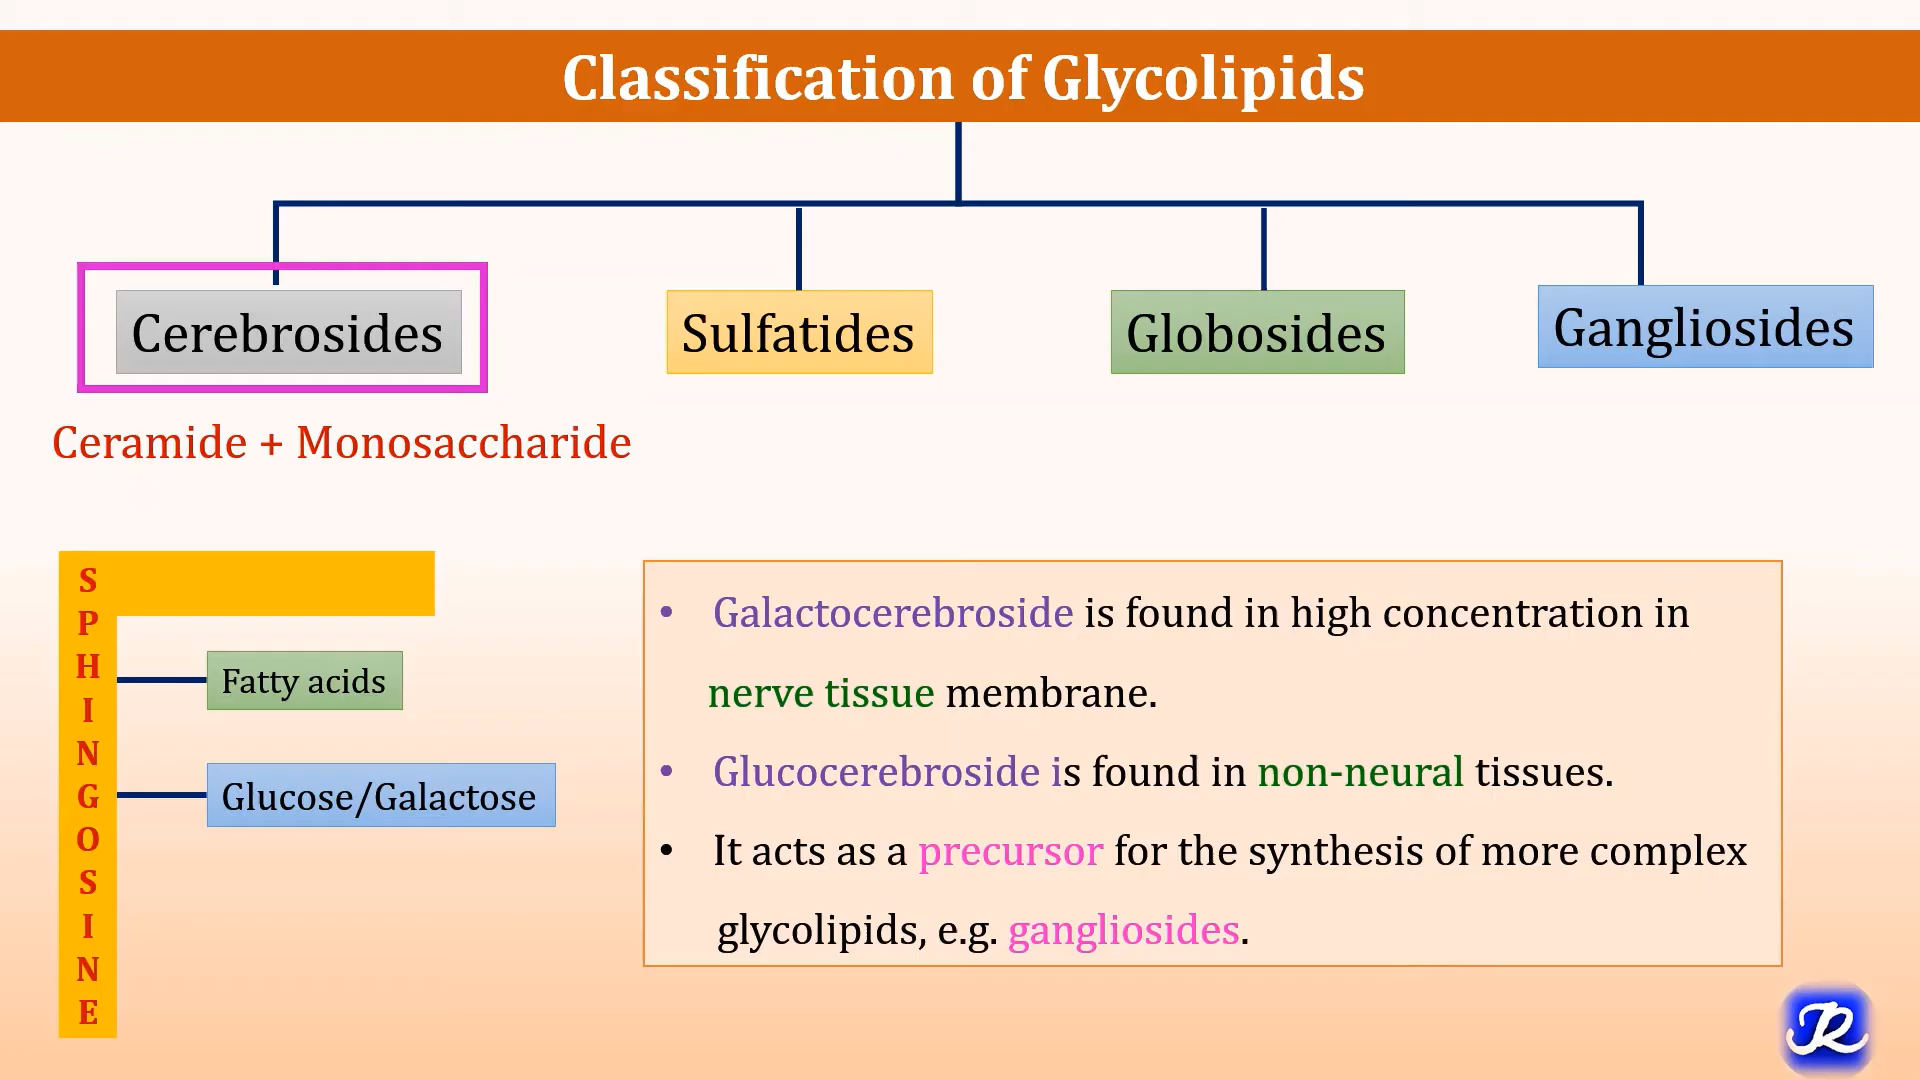 Classification of Glycolipids
Cerebrosides
Sulfatides
Globosides
Gangliosides
Ceramide + Monosaccharide
SPHINGOSINE
Fatty acids
Glucose/Galactose
• Galactocerebroside is found in high concentration in
nerve tissue membrane.
• Glucocerebroside is found in non-neural tissues.
• It acts as a precursor for the synthesis of more complex
glycolipids, e.g. gangliosides.
JR